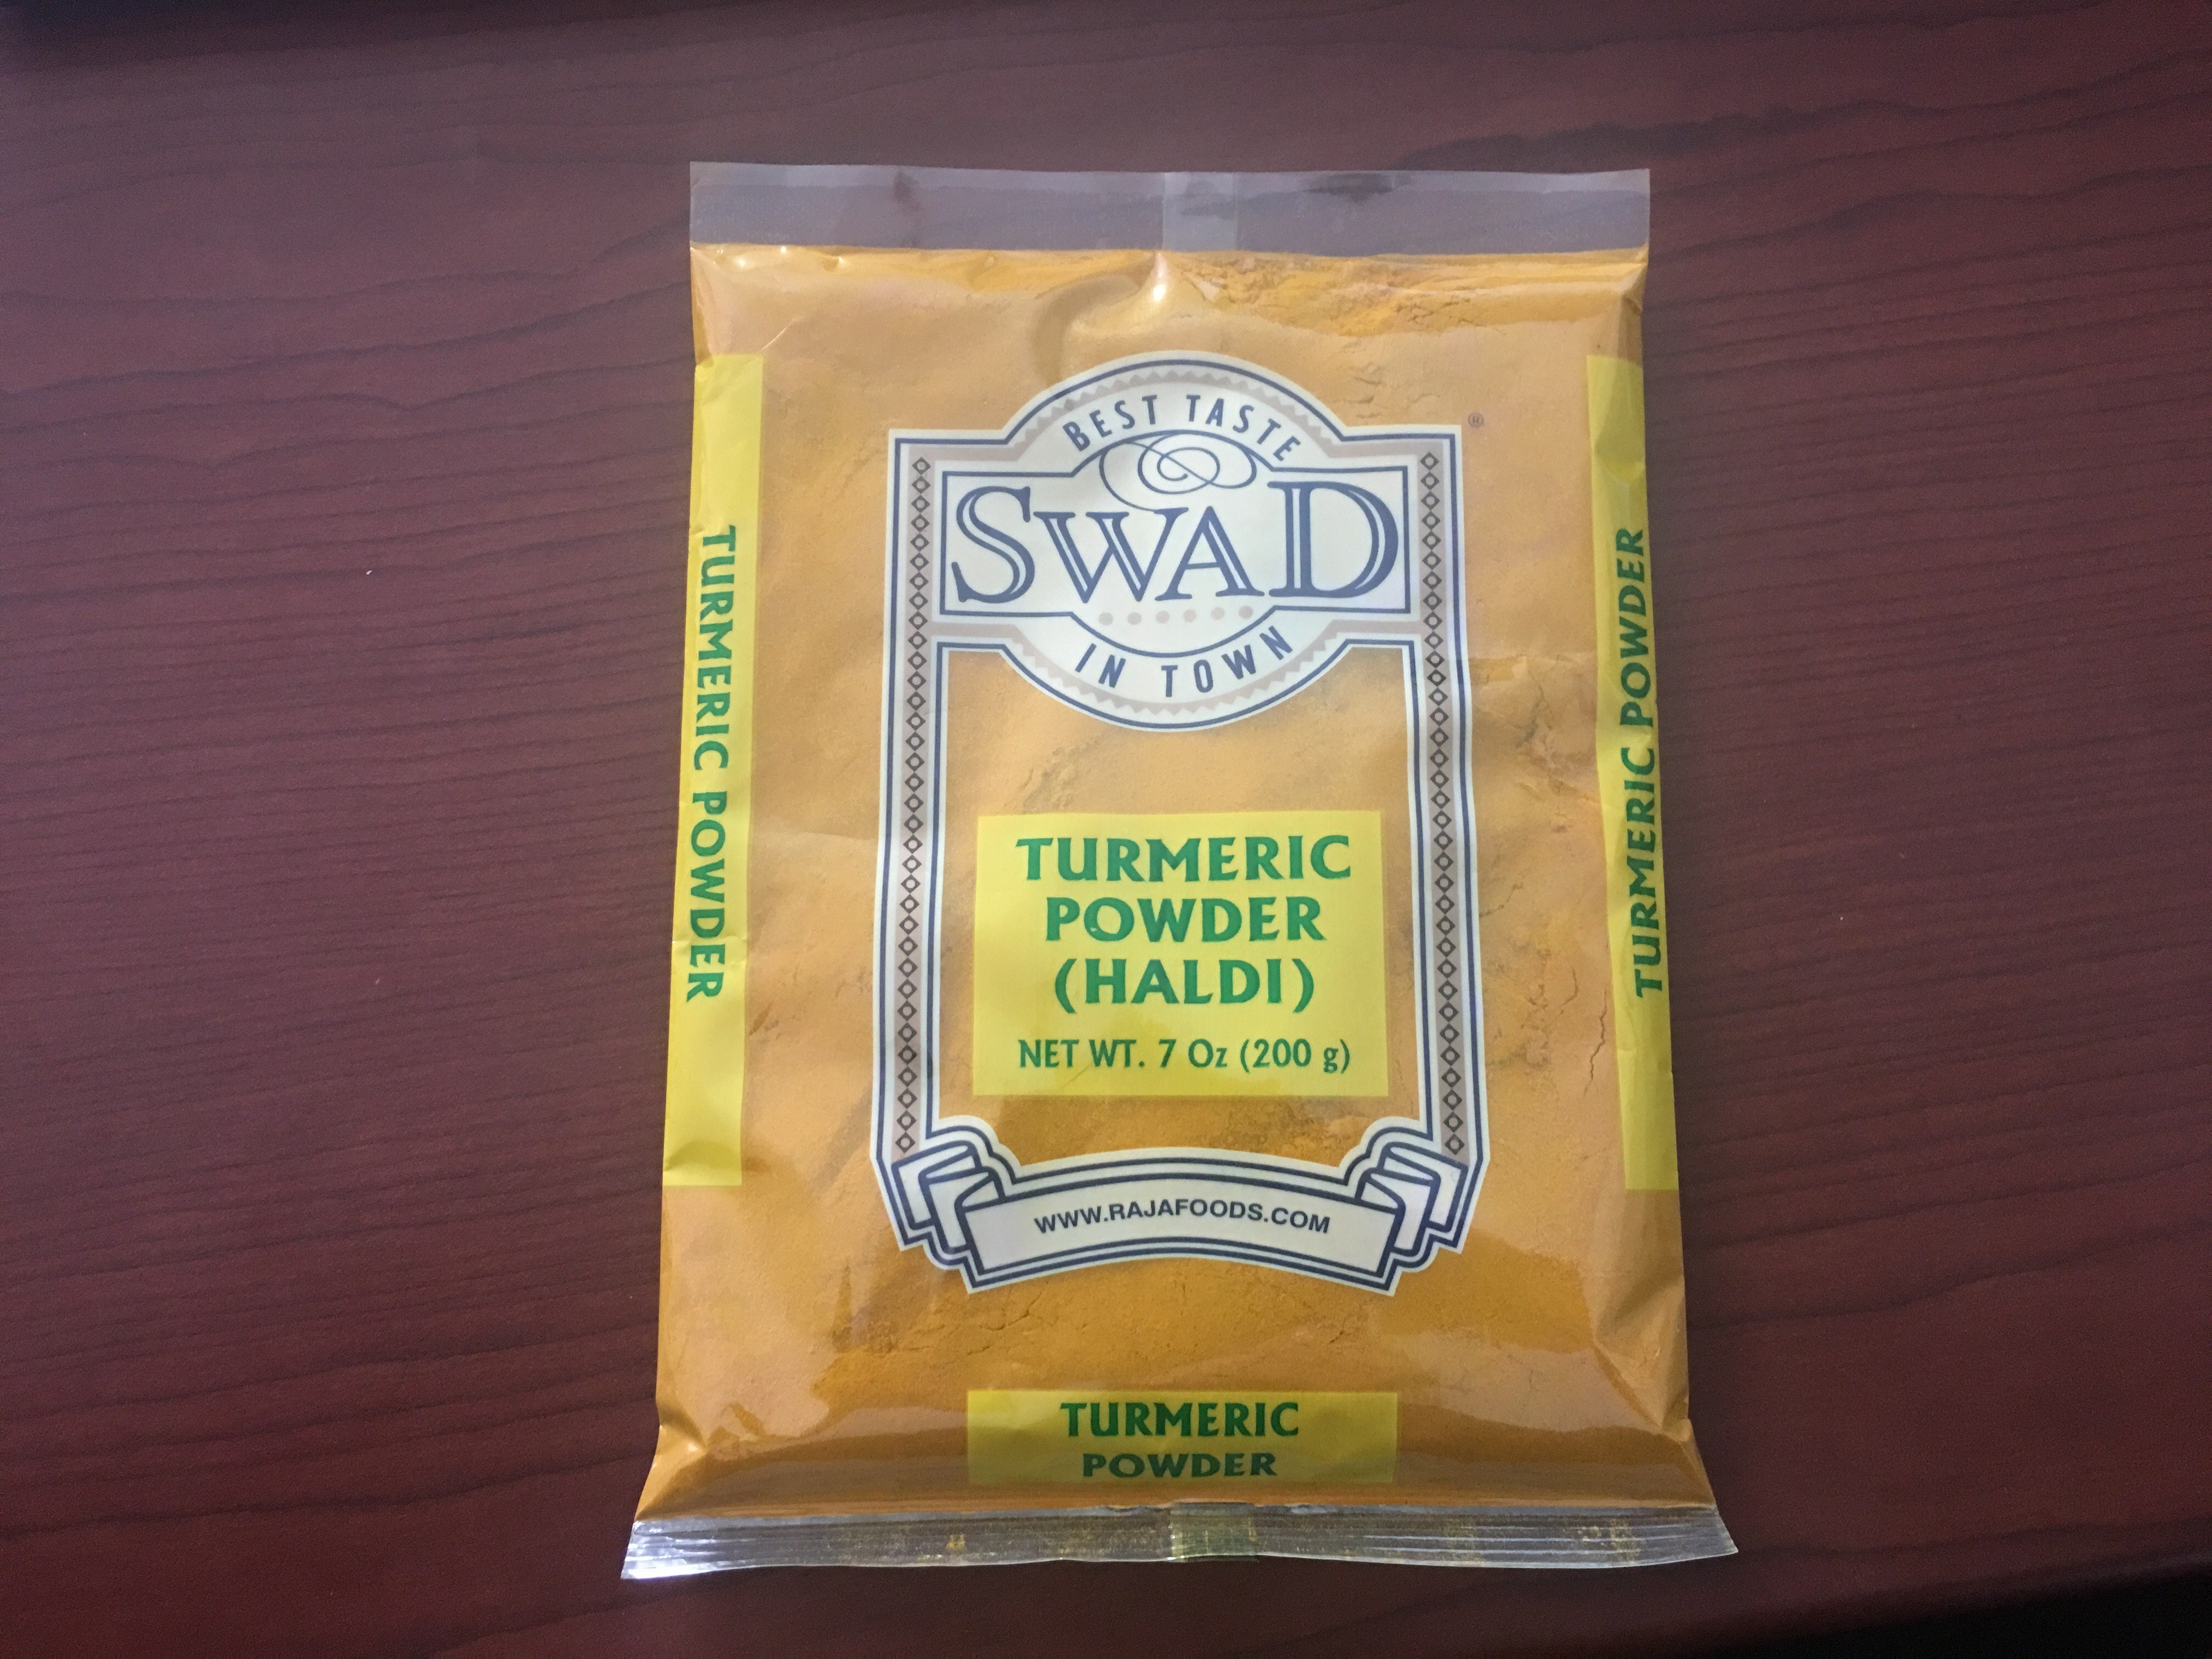 BEST TASTE
SWAD
®
IN TOWN
TURMERIC
POWDER
(HALDI)
NET WT. 7 Oz (200 g)
WWW.RAJAFOODS.COM
TURMERIC
POWDER
TURMERIC POWDER
TURMERIC POWDER